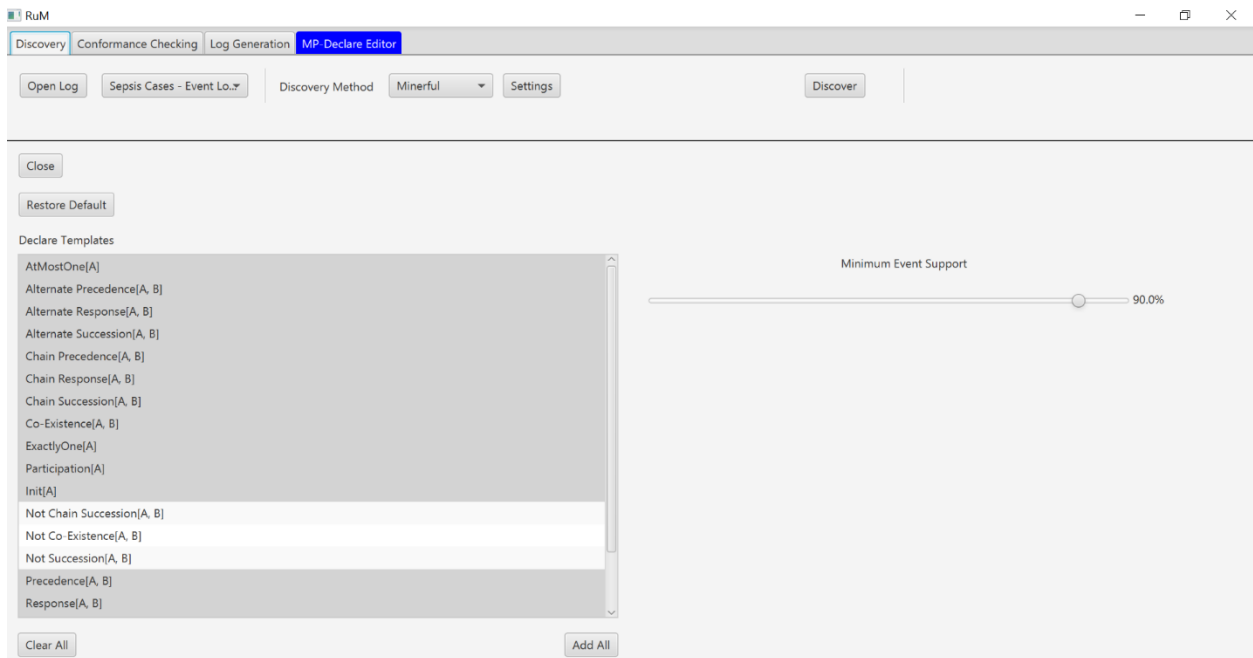 RuM
Discovery Conformance Checking Log Generation MP-Declare Editor
Open Log Sepsis Cases - Event Lo... Discovery Method Minerful Settings Discover
Close
Restore Default
Declare Templates
Minimum Event Support
90.0%
AtMostOne[A]
Alternate Precedence[A, B]
Alternate Response[A, B]
Alternate Succession[A, B]
Chain Precedence[A, B]
Chain Response[A, B]
Chain Succession[A, B]
Co-Existence[A, B]
ExactlyOne[A]
Participation[A]
Init[A]
Not Chain Succession[A, B]
Not Co-Existence[A, B]
Not Succession[A, B]
Precedence[A, B]
Response[A, B]
Clear All Add All